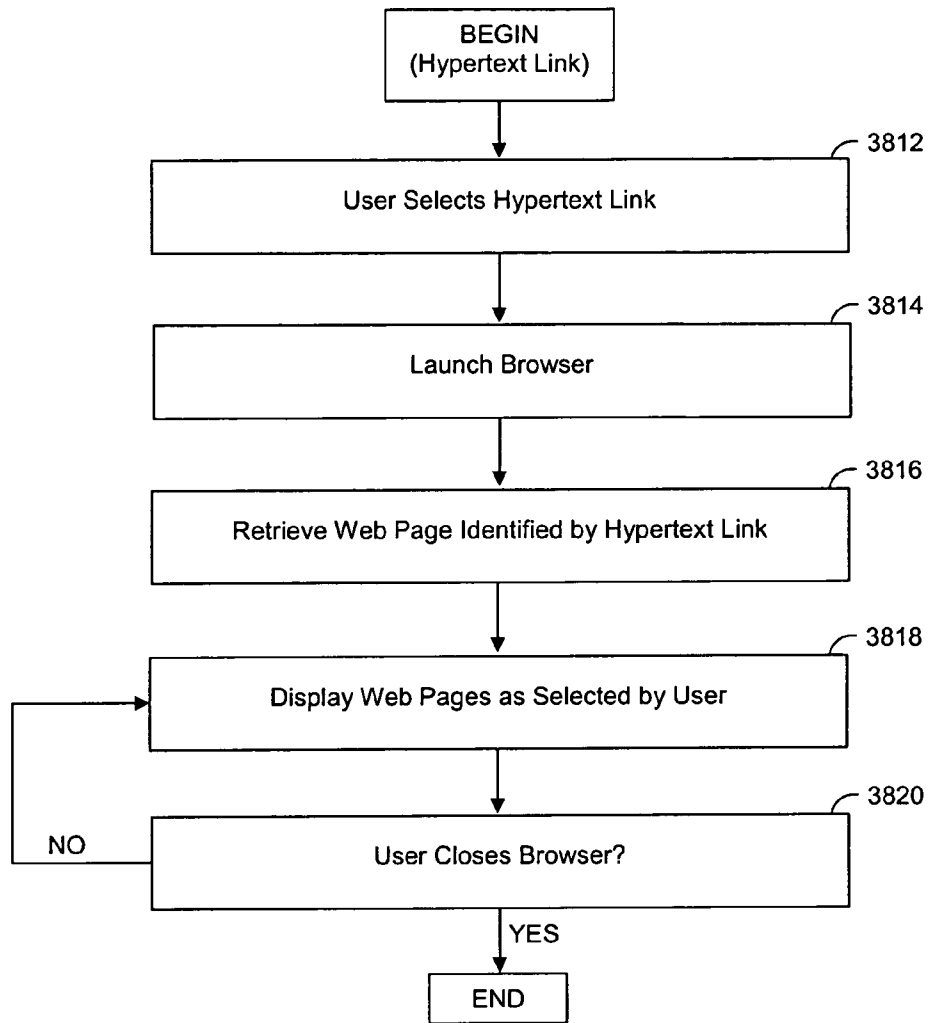 BEGIN
(Hypertext Link)
3812
User Selects Hypertext Link
3814
Launch Browser
3816
Retrieve Web Page Identified by Hypertext Link
3818
Display Web Pages as Selected by User
3820
User Closes Browser?
NO
YES
END